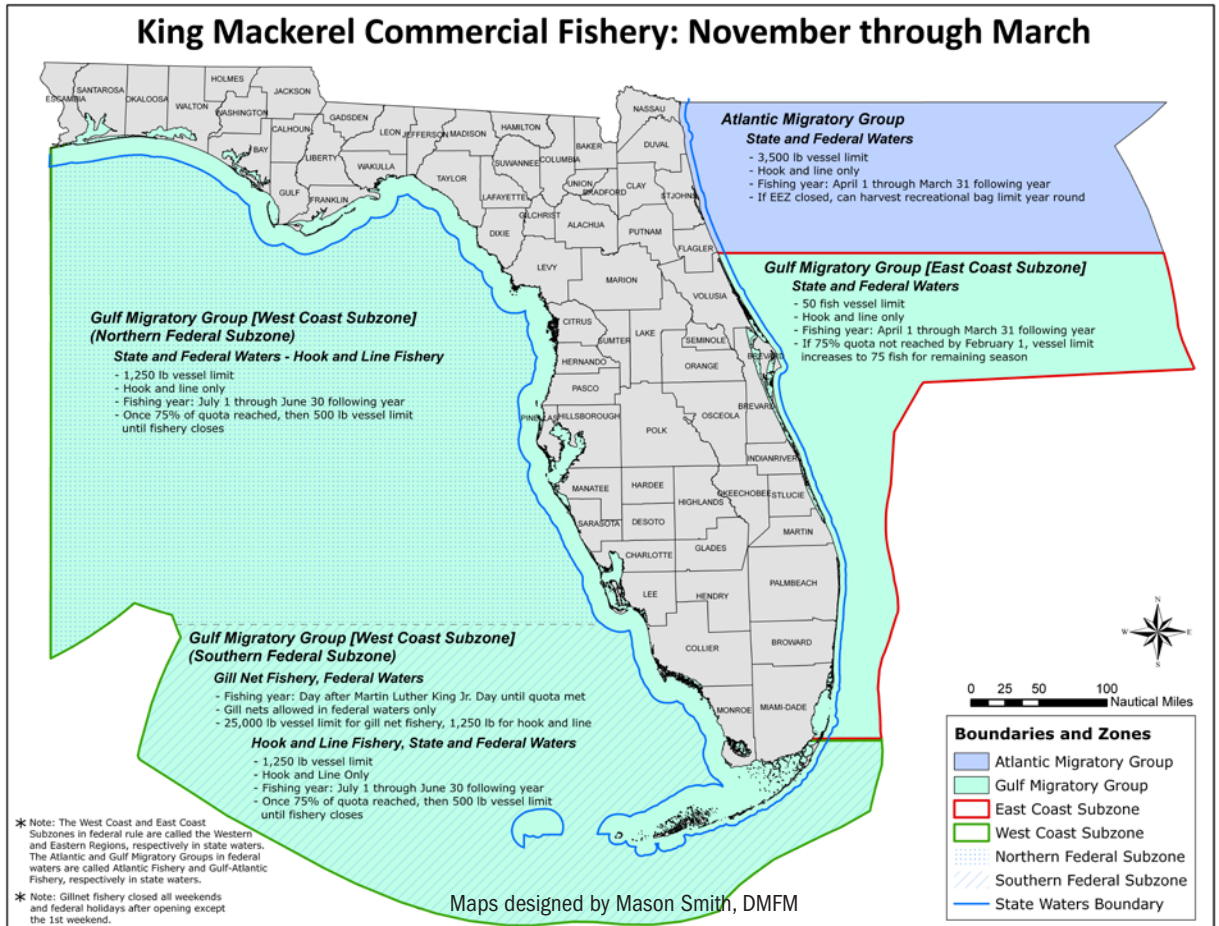 King Mackerel Commercial Fishery: November through March
HOLMES
JACKSON
SANTAROSA
ESCAMBIA
OKALOOSA
WALTON
WASHINGTON
GADSDEN
CALHOUN
BAY
LIBERTY
LEON
JEFFERSON
MADISON
HAMILTON
WAKULLA
GULF
FRANKLIN
TAYLOR
SUWANNEE
COLUMBIA
BAKER
NASSAU
DUVAL
LAFAYETTE
UNION
BRADFORD
CLAY
STJOHNS
DIXIE
GILCHRIST
ALACHUA
PUTNAM
FLAGLER
LEVY
MARION
VOLUSIA
CITRUS
SUMTER
LAKE
SEMINOLE
HERNANDO
ORANGE
BREVARD
PASCO
PINELLAS
HILLSBOROUGH
POLK
OSCEOLA
BREVARD
INDIANRIVER
MANATEE
HARDEE
HIGHLANDS
OKEECHOBEE
STLUCIE
SARASOTA
DESOTO
MARTIN
CHARLOTTE
GLADES
LEE
HENDRY
PALMBEACH
COLLIER
BROWARD
MONROE
MIAMI-DADE
Atlantic Migratory Group
State and Federal Waters
- 3,500 lb vessel limit
- Hook and line only
- Fishing year: April 1 through March 31 following year
- If EEZ closed, can harvest recreational bag limit year round
Gulf Migratory Group [East Coast Subzone]
State and Federal Waters
- 50 fish vessel limit
- Hook and line only
- Fishing year: April 1 through March 31 following year
- If 75% quota not reached by February 1, vessel limit
increases to 75 fish for remaining season
Gulf Migratory Group [West Coast Subzone]
(Northern Federal Subzone)
State and Federal Waters - Hook and Line Fishery
- 1,250 lb vessel limit
- Hook and line only
- Fishing year: July 1 through June 30 following year
- Once 75% of quota reached, then 500 lb vessel limit
until fishery closes
Gulf Migratory Group [West Coast Subzone]
(Southern Federal Subzone)
Gill Net Fishery, Federal Waters
- Fishing year: Day after Martin Luther King Jr. Day until quota met
- Gill nets allowed in federal waters only
- 25,000 lb vessel limit for gill net fishery, 1,250 lb for hook and line
Hook and Line Fishery, State and Federal Waters
- 1,250 lb vessel limit
- Hook and Line Only
- Fishing year: July 1 through June 30 following year
- Once 75% of quota reached, then 500 lb vessel limit
until fishery closes
* Note: The West Coast and East Coast
Subzones in federal rule are called the Western
and Eastern Regions, respectively in state waters.
The Atlantic and Gulf Migratory Groups in federal
waters are called Atlantic Fishery and Gulf-Atlantic
Fishery, respectively in state waters.
* Note: Gillnet fishery closed all weekends
and federal holidays after opening except
the 1st weekend.
Maps designed by Mason Smith, DMFM
N
W E
S
0 25 50 100
Nautical Miles
Boundaries and Zones
Atlantic Migratory Group
Gulf Migratory Group
East Coast Subzone
West Coast Subzone
Northern Federal Subzone
Southern Federal Subzone
State Waters Boundary